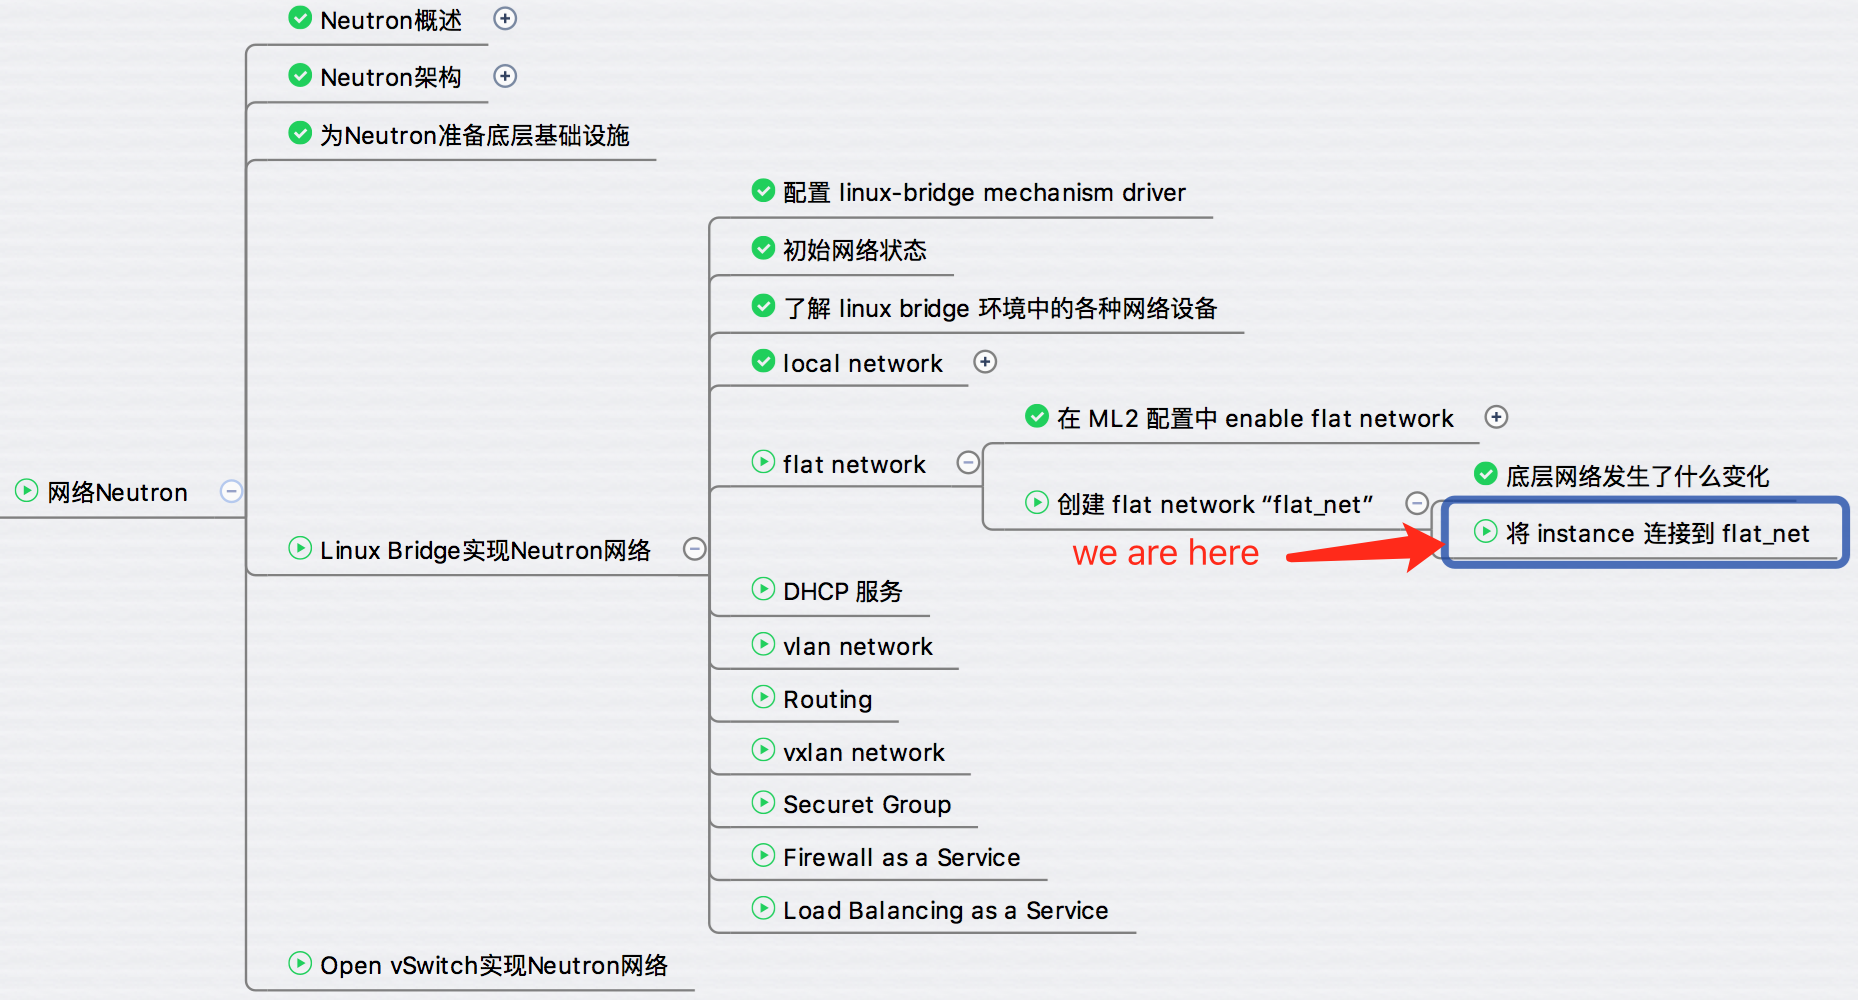 Neutron概述
Neutron架构
为Neutron准备底层基础设施
配置 linux-bridge mechanism driver
初始网络状态
了解 linux bridge 环境中的各种网络设备
local network
在 ML2 配置中 enable flat network
flat network
底层网络发生了什么变化
网络Neutron
创建 flat network “flat_net”
将 instance 连接到 flat_net
Linux Bridge实现Neutron网络
we are here
DHCP 服务
vlan network
Routing
vxlan network
Securet Group
Firewall as a Service
Load Balancing as a Service
Open vSwitch实现Neutron网络